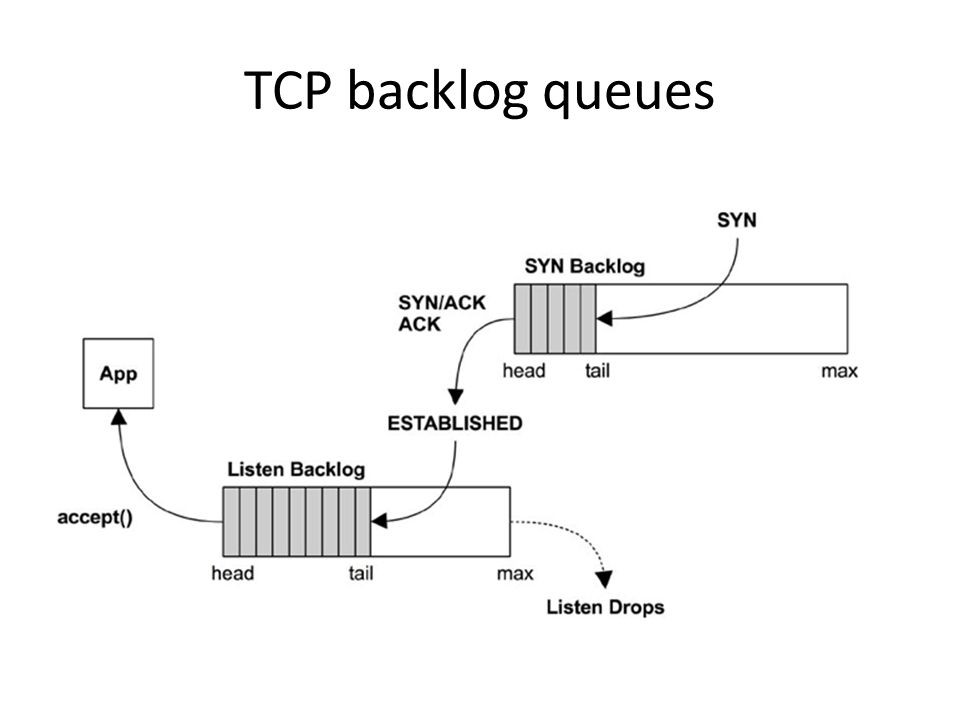 TCP backlog queues
SYN
SYN Backlog
SYN/ACK
ACK
head
tail
max
App
ESTABLISHED
Listen Backlog
accept()
head
tail
max
Listen Drops